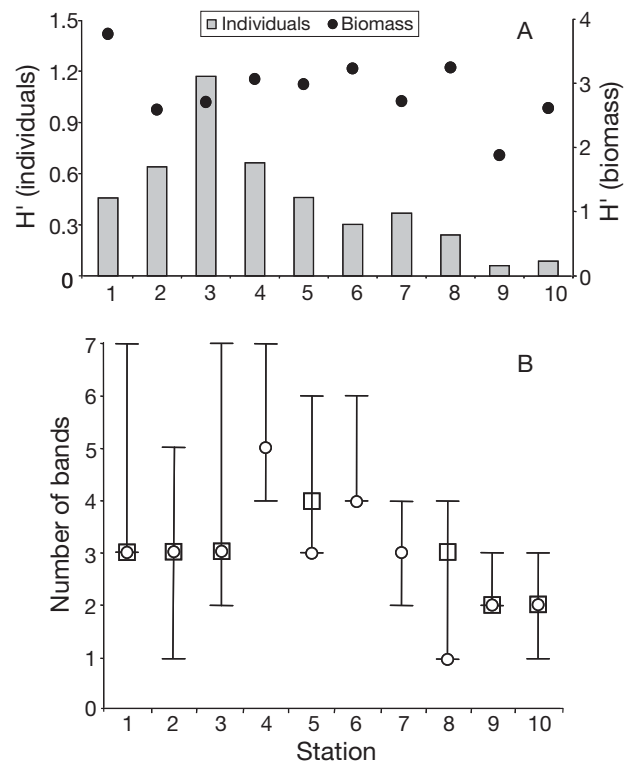 Individuals Biomass
A
H' (individuals)
1.5
1.2
0.9
0.6
0.3
0
4
3
2
1
0
H' (biomass)
1 2 3 4 5 6 7 8 9 10
B
Number of bands
7
6
5
4
3
2
1
0
1 2 3 4 5 6 7 8 9 10
Station